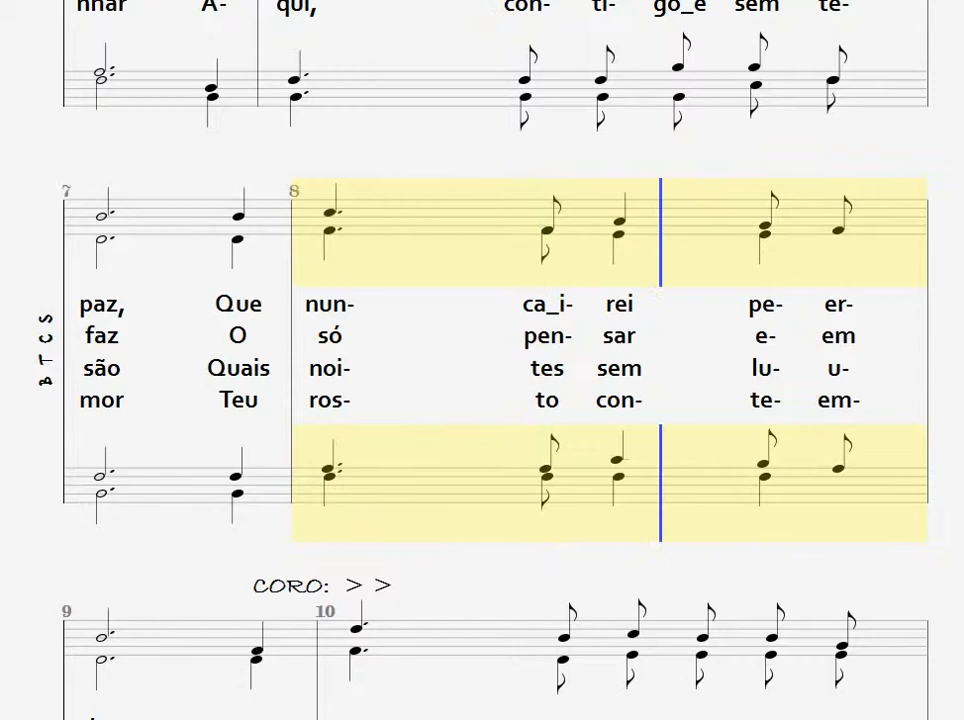 nhar A- qui, con- ti- go_e sem te-
7 8
paz, Que nun- ca_i- rei pe- er-
faz O só pen- sar e- em
são Quais noi- tes sem lu- u-
mor Teu ros- to con- te- em-
B T C S
CORO: > >
9 10